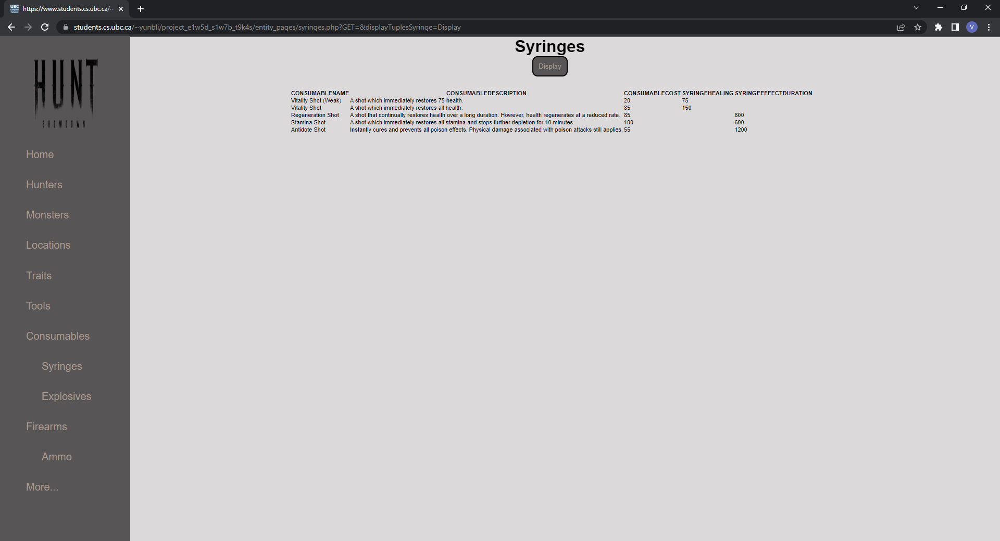 UBC https://www.students.cs.ubc.ca/~
students.cs.ubc.ca/~yunbli/project_e1w5d_s1w7b_t9k4s/entity_pages/syringes.php?GET=&displayTuplesSyringe=Display
V
HUNT
SHOWDOWN
Home
Hunters
Monsters
Locations
Traits
Tools
Consumables
Syringes
Explosives
Firearms
Ammo
More...
Syringes
Display
CONSUMABLENAME CONSUMABLEDESCRIPTION CONSUMABLECOST SYRINGEHEALING SYRINGEEFFECTDURATION
Vitality Shot (Weak) A shot which immediately restores 75 health. 20 75
Vitality Shot A shot which immediately restores all health. 85 150
Regeneration Shot A shot that continually restores health over a long duration. However, health regenerates at a reduced rate. 85 600
Stamina Shot A shot which immediately restores all stamina and stops further depletion for 10 minutes. 100 600
Antidote Shot Instantly cures and prevents all poison effects. Physical damage associated with poison attacks still applies. 55 1200